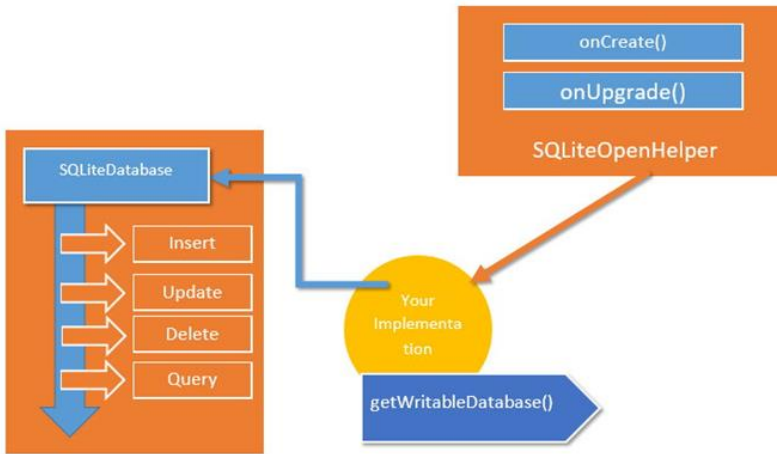 onCreate()
onUpgrade()
SQLiteOpenHelper
SQLiteDatabase
Insert
Update
Delete
Query
Your
Implementa
tion
getWritableDatabase()